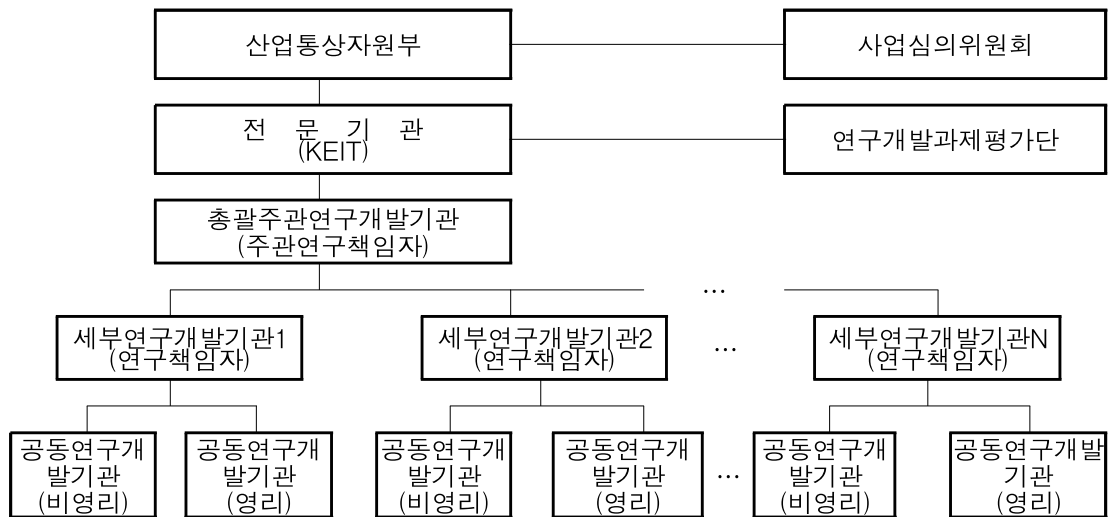 산업통상자원부
사업심의위원회
전 문 기 관
(KEIT)
연구개발과제평가단
총괄주관연구개발기관
(주관연구책임자)
...
세부연구개발기관1
(연구책임자)
세부연구개발기관2
(연구책임자)
...
세부연구개발기관N
(연구책임자)
공동연구개
발기관
(비영리)
공동연구개
발기관
(영리)
공동연구개
발기관
(비영리)
공동연구개
발기관
(영리)
...
공동연구개
발기관
(비영리)
공동연구개발
기관
(영리)